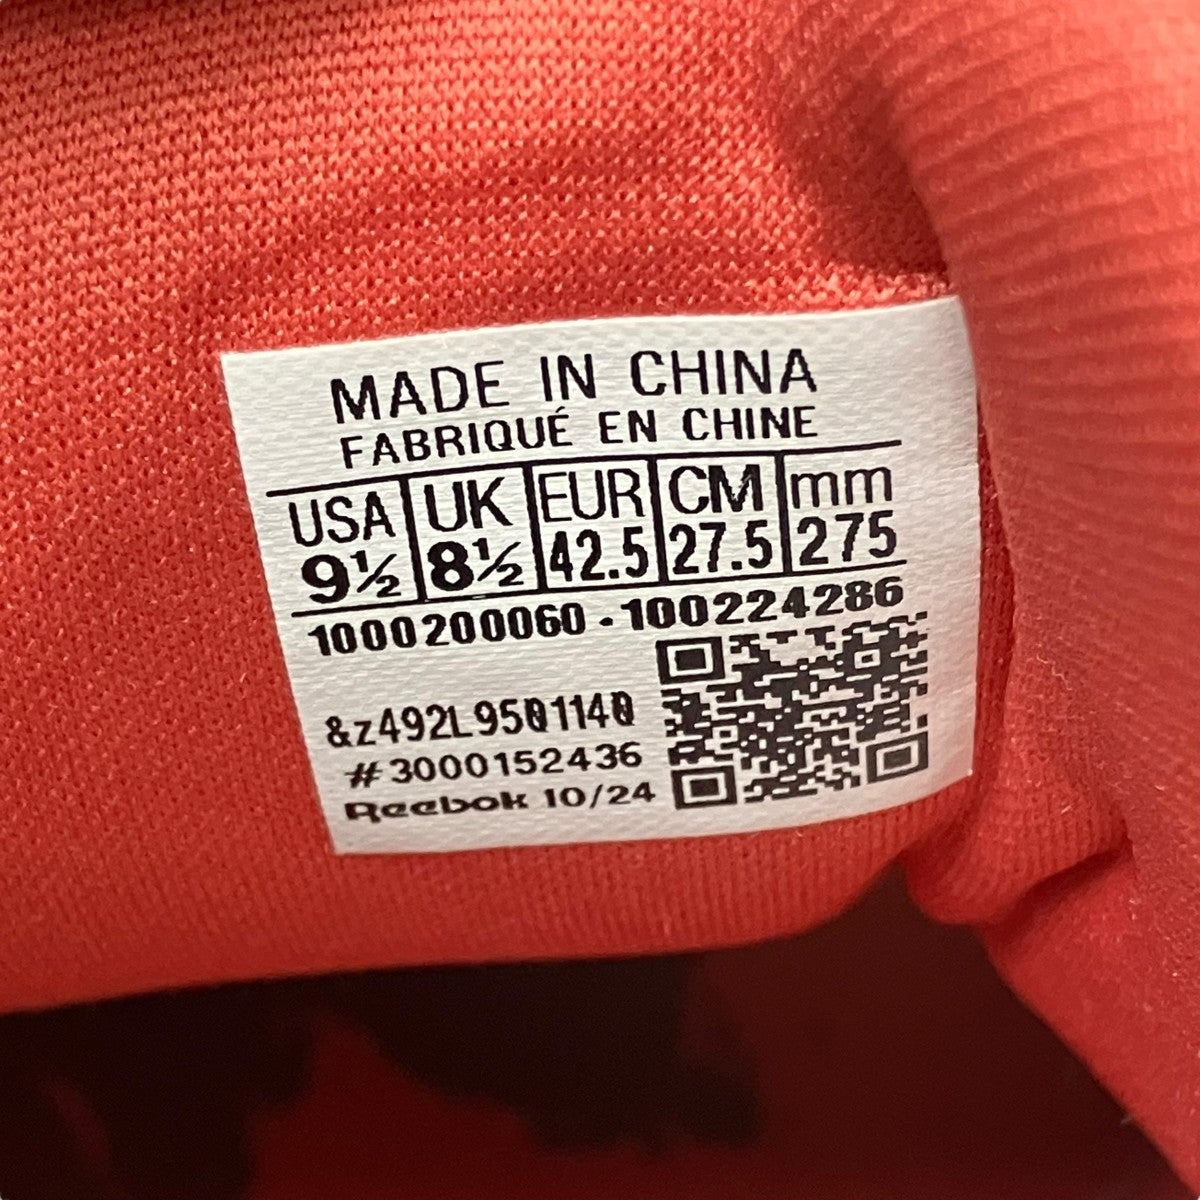 MADE IN CHINA
FABRIQUÉ EN CHINE
USA UK EUR CM mm
9½ 8½ 42.5 27.5 275
1000200060-100224286
&z492L9501140
#3000152436
Reebok 10/24